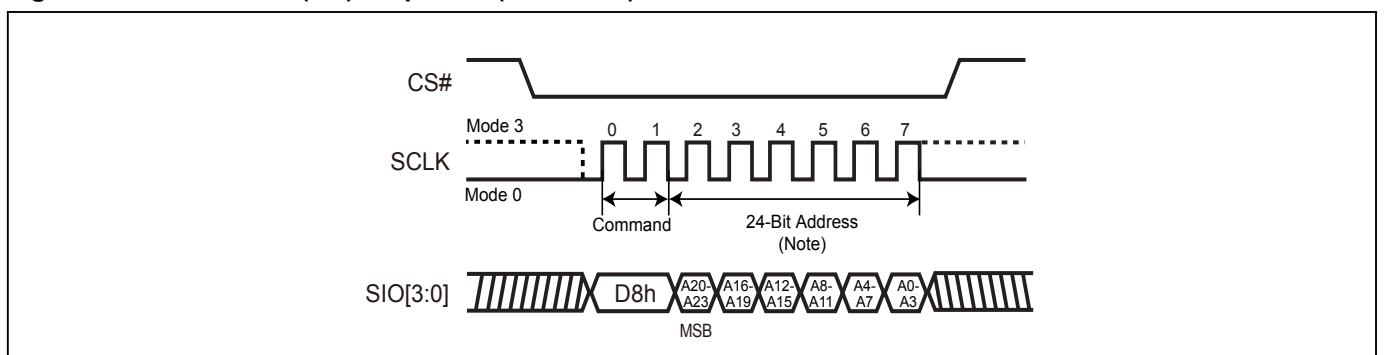 CS#
Mode 3
0 1 2 3 4 5 6 7
SCLK
Mode 0
Command
24-Bit Address
(Note)
SIO[3:0]
D8h
A20-
A23
A16-
A19
A12-
A15
A8-
A11
A4-
A7
A0-
A3
MSB